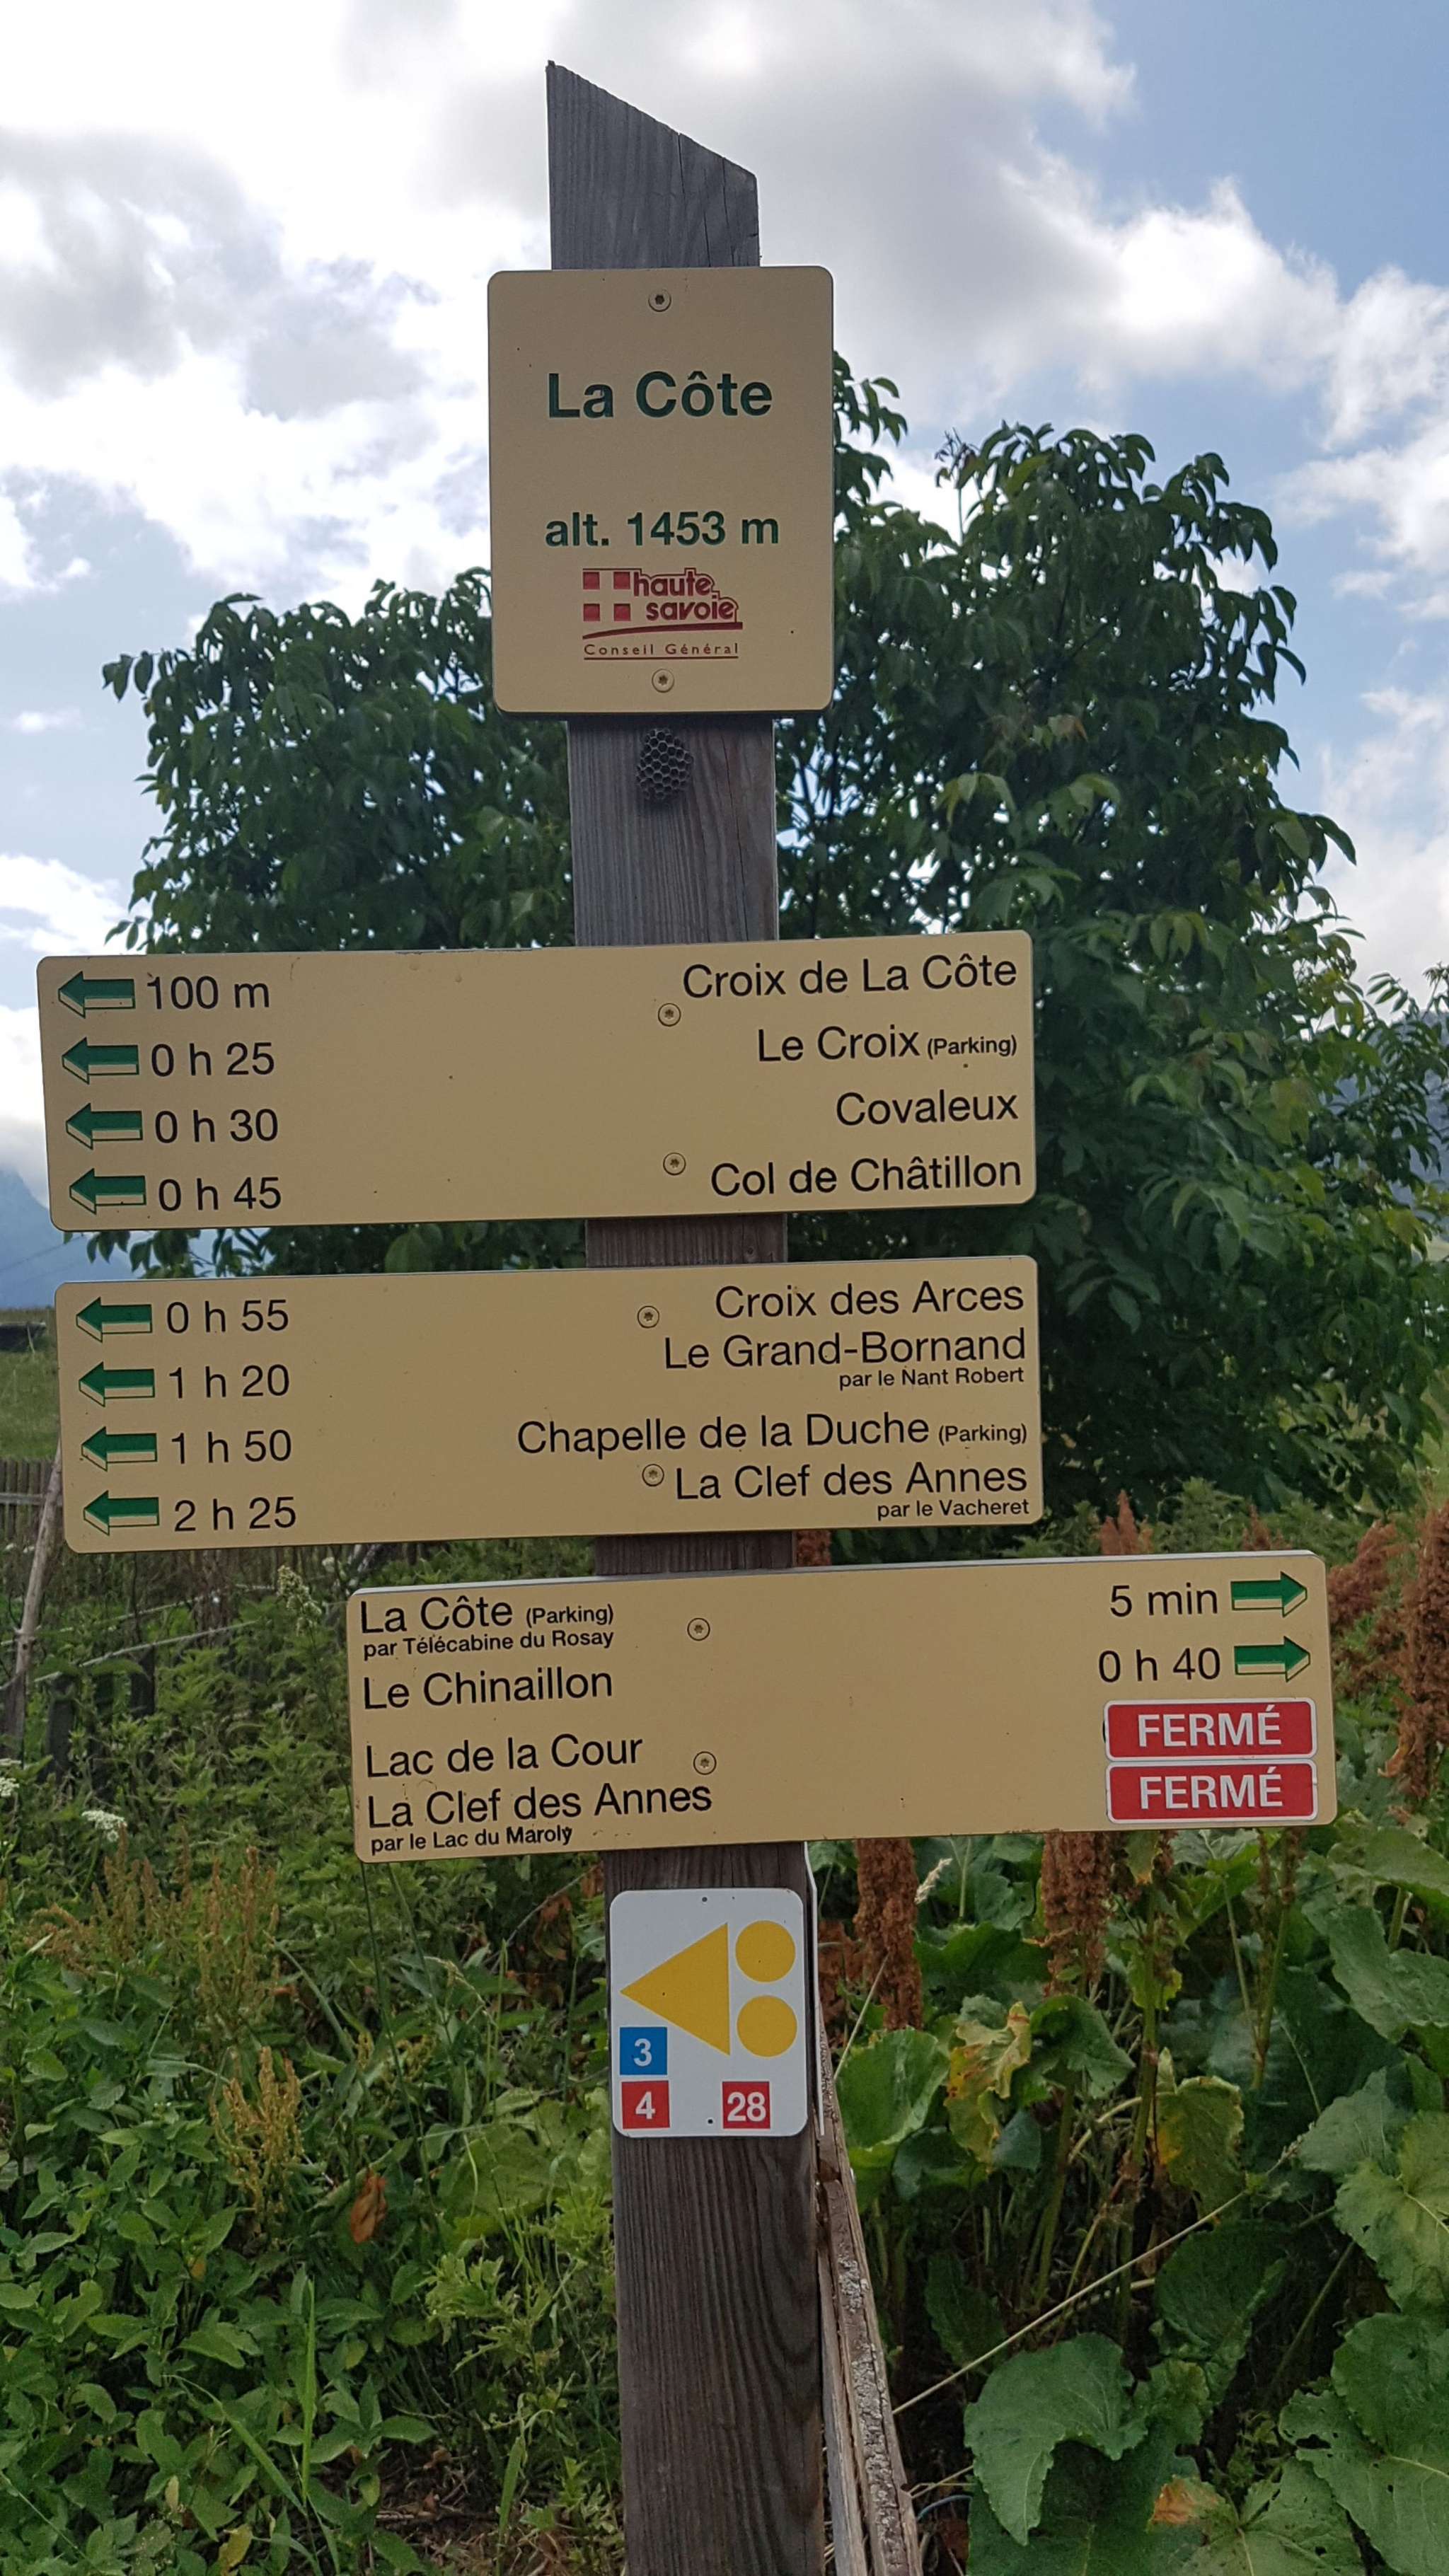 La Côte
alt. 1453 m
haute
savoie
Conseil Général
100 m Croix de La Côte
0 h 25 Le Croix (Parking)
0 h 30 Covaleux
0 h 45 Col de Châtillon
0 h 55 Croix des Arces
1 h 20 Le Grand-Bornand
par le Nant Robert
1 h 50 Chapelle de la Duche (Parking)
2 h 25 La Clef des Annes
par le Vacheret
La Côte (Parking) 5 min
par Télécabine du Rosay
Le Chinaillon 0 h 40
Lac de la Cour FERMÉ
La Clef des Annes FERMÉ
par le Lac du Maroly
3
4 28